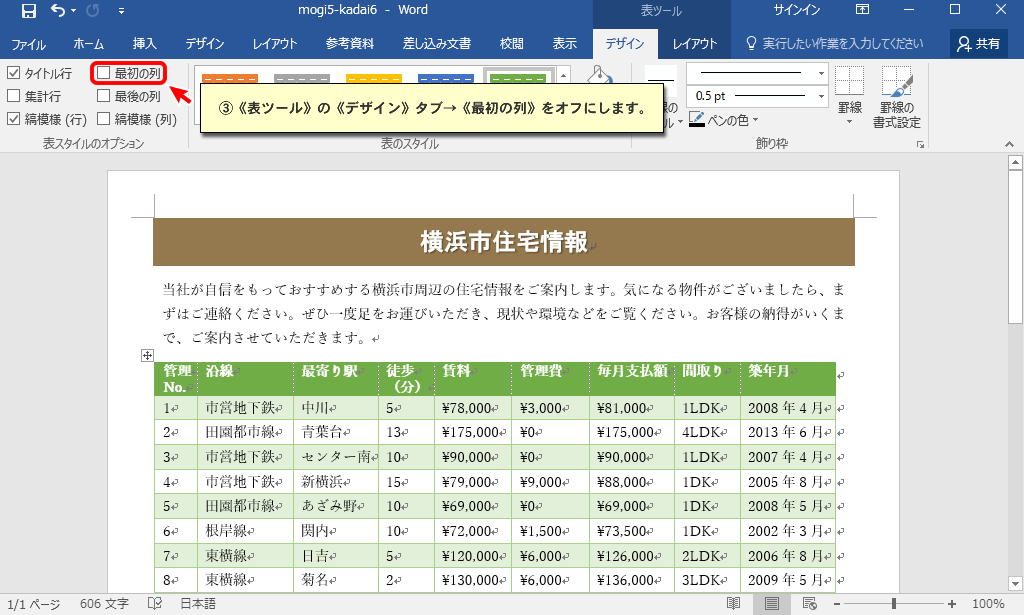 mogi5-kadai6 - Word
表ツール
サインイン
ファイル ホーム 挿入 デザイン レイアウト 参考資料 差し込み文書 校閲 表示 デザイン レイアウト 実行したい作業を入力してください 共有
タイトル行 最初の列
集計行 最後の列
縞模様 (行) 縞模様 (列)
表スタイルのオプション
③《表ツール》の《デザイン》タブ→《最初の列》をオフにします。
表のスタイル
0.5 pt
ペンの色
罫線
罫線の
書式設定
飾り枠
横浜市住宅情報
当社が自信をもっておすすめする横浜市周辺の住宅情報をご案内します。気になる物件がございましたら、ま
ずはご連絡ください。ぜひ一度足をお運びいただき、現状や環境などをご覧ください。お客様の納得がいくま
で、ご案内させていただきます。
管理No. 沿線 最寄り駅 徒歩（分） 賃料 管理費 毎月支払額 間取り 築年月
1 市営地下鉄 中川 5 ¥78,000 ¥3,000 ¥81,000 1LDK 2008 年 4 月
2 田園都市線 青葉台 13 ¥175,000 ¥0 ¥175,000 4LDK 2013 年 6 月
3 市営地下鉄 センター南 10 ¥90,000 ¥0 ¥90,000 1LDK 2007 年 4 月
4 市営地下鉄 新横浜 15 ¥79,000 ¥9,000 ¥88,000 1DK 2005 年 8 月
5 田園都市線 あざみ野 10 ¥69,000 ¥0 ¥69,000 1DK 2008 年 5 月
6 根岸線 関内 10 ¥72,000 ¥1,500 ¥73,500 1DK 2002 年 3 月
7 東横線 日吉 5 ¥120,000 ¥6,000 ¥126,000 2LDK 2006 年 8 月
8 東横線 菊名 2 ¥130,000 ¥6,000 ¥136,000 3LDK 2009 年 5 月
1/1 ページ 606 文字 日本語 100%